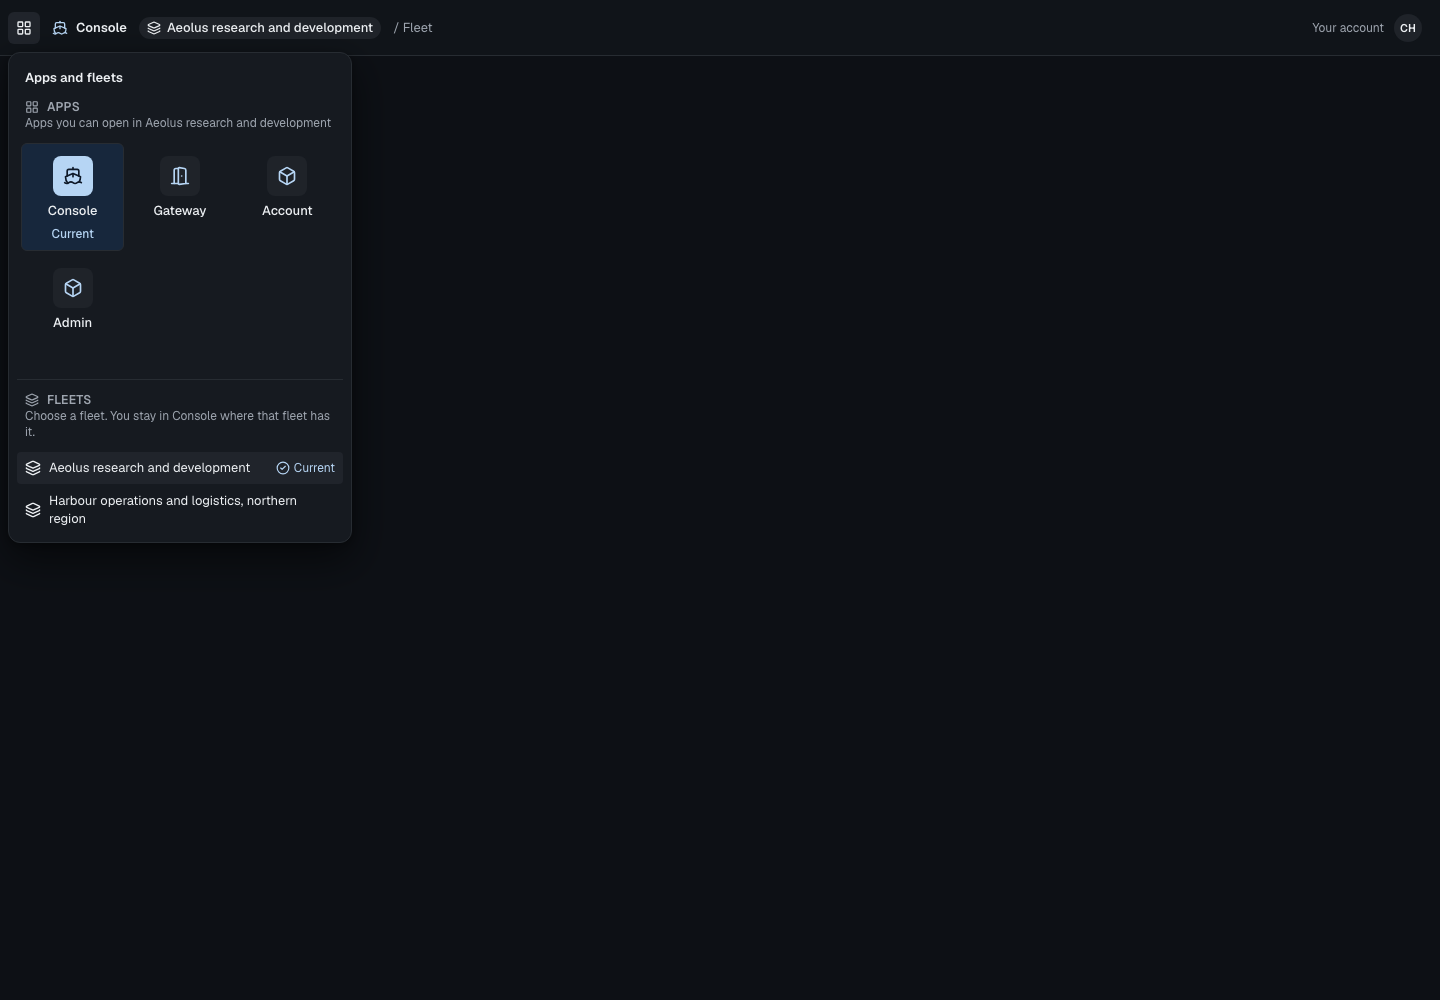 Console
Aeolus research and development
/ Fleet
Your account
CH
Apps and fleets
APPS
Apps you can open in Aeolus research and development
Console
Gateway
Account
Current
Admin
FLEETS
Choose a fleet. You stay in Console where that fleet has
it.
Aeolus research and development
Current
Harbour operations and logistics, northern
region